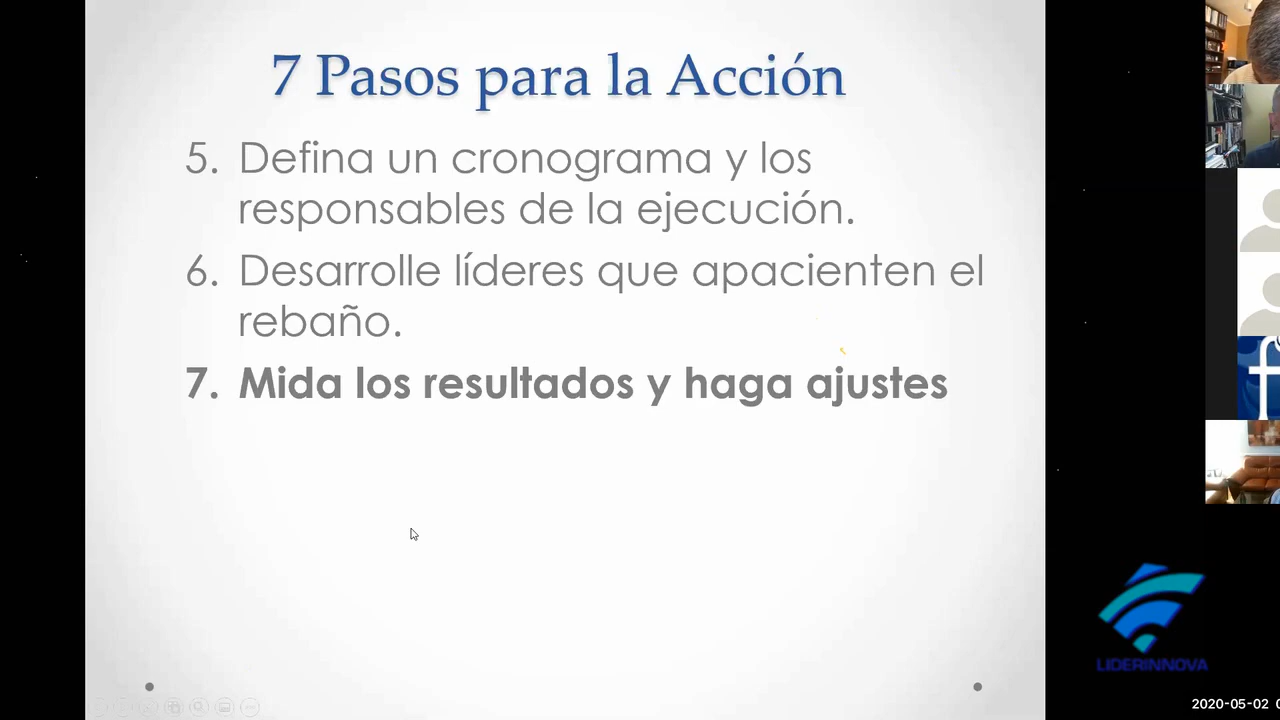 7 Pasos para la Acción
5. Defina un cronograma y los
responsables de la ejecución.
6. Desarrolle líderes que apacienten el
rebaño.
7. Mida los resultados y haga ajustes
LIDERINNOVA
2020-05-02